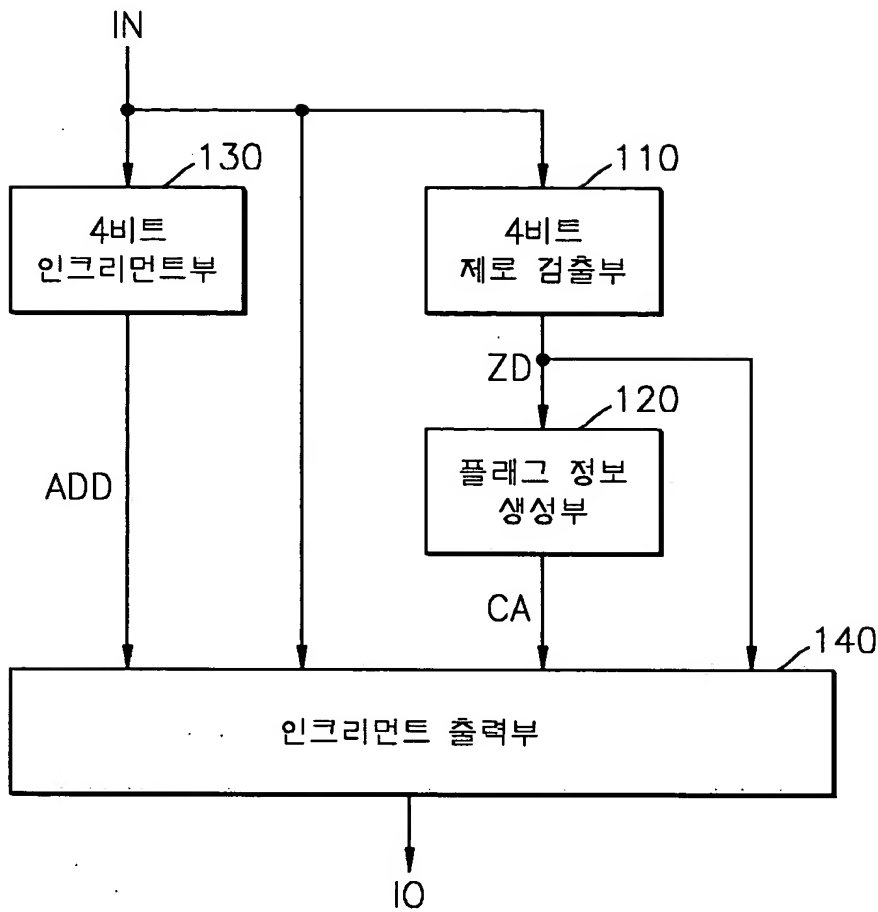 IN
130
4비트
인크리먼트부
110
4비트
제로 검출부
ZD
120
플래그 정보
생성부
ADD
CA
140
인크리먼트 출력부
IO